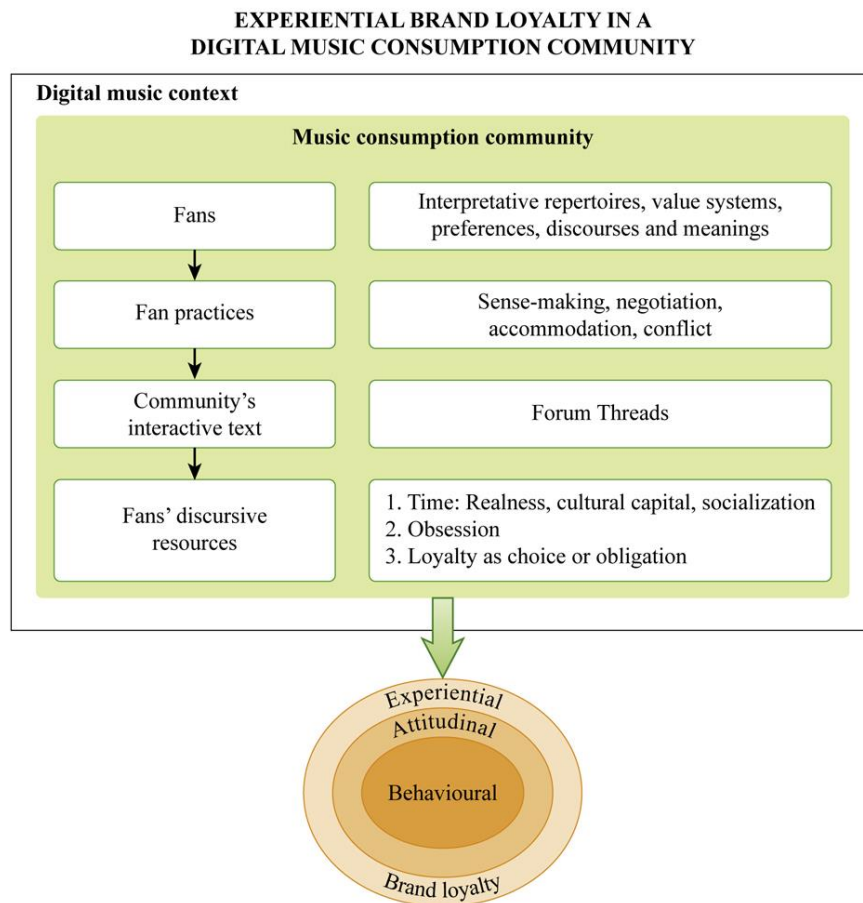 EXPERIENTIAL BRAND LOYALTY IN A
DIGITAL MUSIC CONSUMPTION COMMUNITY
Digital music context
Music consumption community
Fans
Interpretative repertoires, value systems,
preferences, discourses and meanings
Fan practices
Sense-making, negotiation,
accommodation, conflict
Community’s
interactive text
Forum Threads
Fans’ discursive
resources
1. Time: Realness, cultural capital, socialization
2. Obsession
3. Loyalty as choice or obligation
Experiential
Attitudinal
Behavioural
Brand loyalty